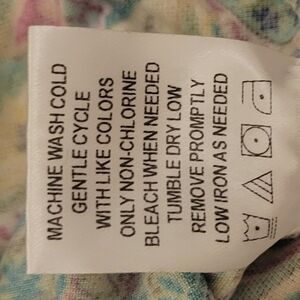 MACHINE WASH COLD
GENTLE CYCLE
WITH LIKE COLORS
ONLY NON-CHLORINE
BLEACH WHEN NEEDED
TUMBLE DRY LOW
REMOVE PROMPTLY
LOW IRON AS NEEDED